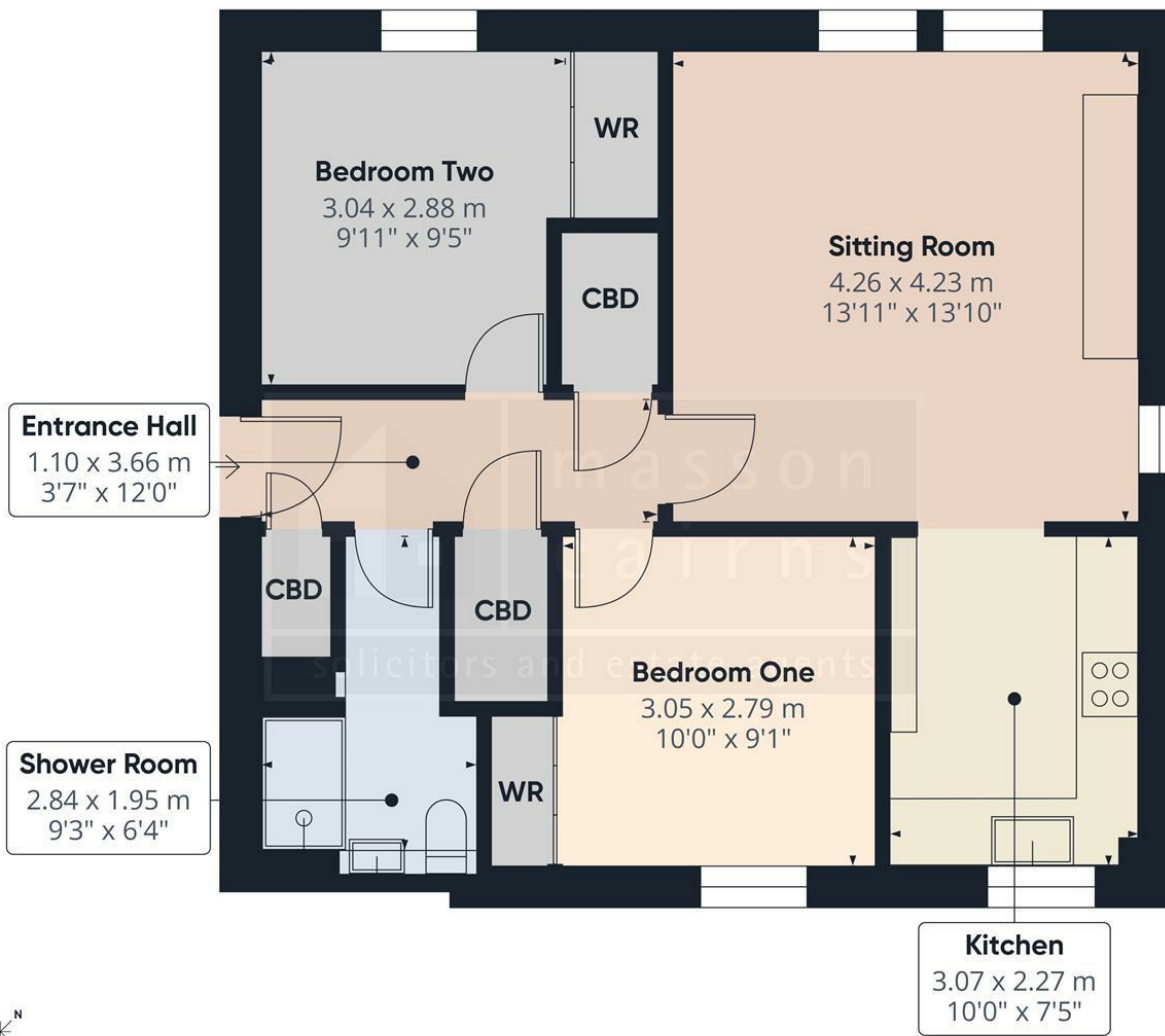 Bedroom Two
3.04 x 2.88 m
9'11" x 9'5"
WR
CBD
Sitting Room
4.26 x 4.23 m
13'11" x 13'10"
Entrance Hall
1.10 x 3.66 m
3'7" x 12'0"
masson
cairns
solicitors and estate agents
CBD
CBD
Bedroom One
3.05 x 2.79 m
10'0" x 9'1"
WR
Shower Room
2.84 x 1.95 m
9'3" x 6'4"
Kitchen
3.07 x 2.27 m
10'0" x 7'5"
N